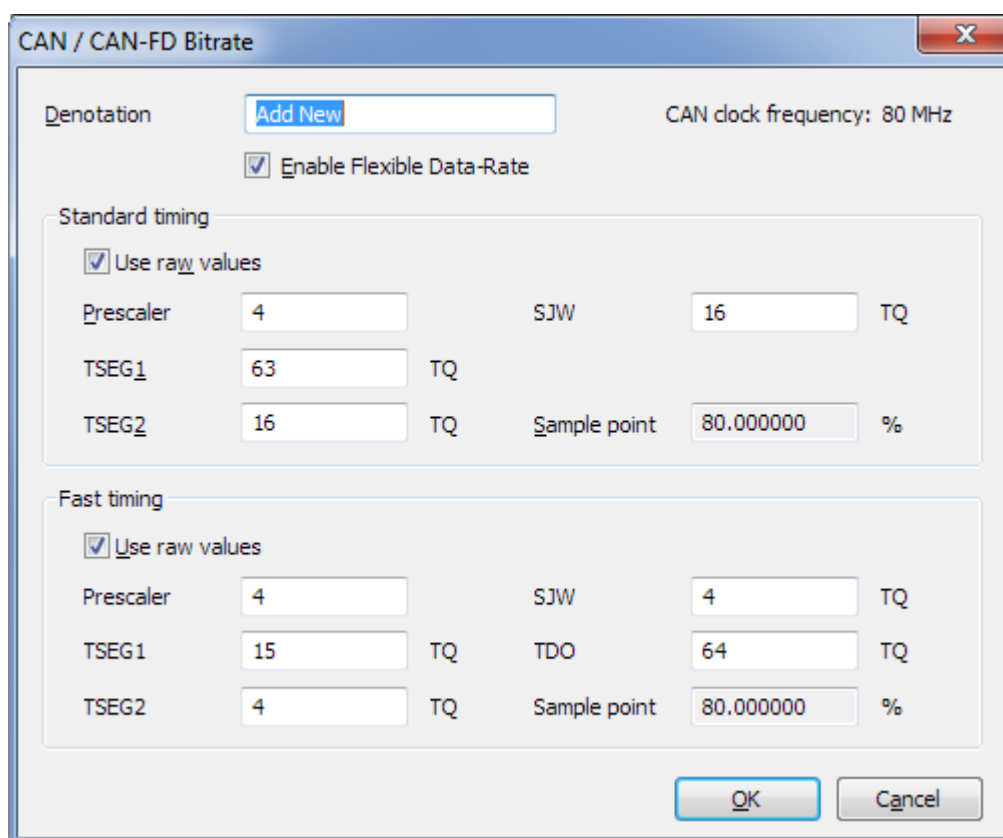 CAN / CAN-FD Bitrate
Denotation Add New CAN clock frequency: 80 MHz
Enable Flexible Data-Rate
Standard timing
Use raw values
Prescaler 4 SJW 16 TQ
TSEG1 63 TQ
TSEG2 16 TQ Sample point 80.000000 %
Fast timing
Use raw values
Prescaler 4 SJW 4 TQ
TSEG1 15 TQ TDO 64 TQ
TSEG2 4 TQ Sample point 80.000000 %
OK Cancel